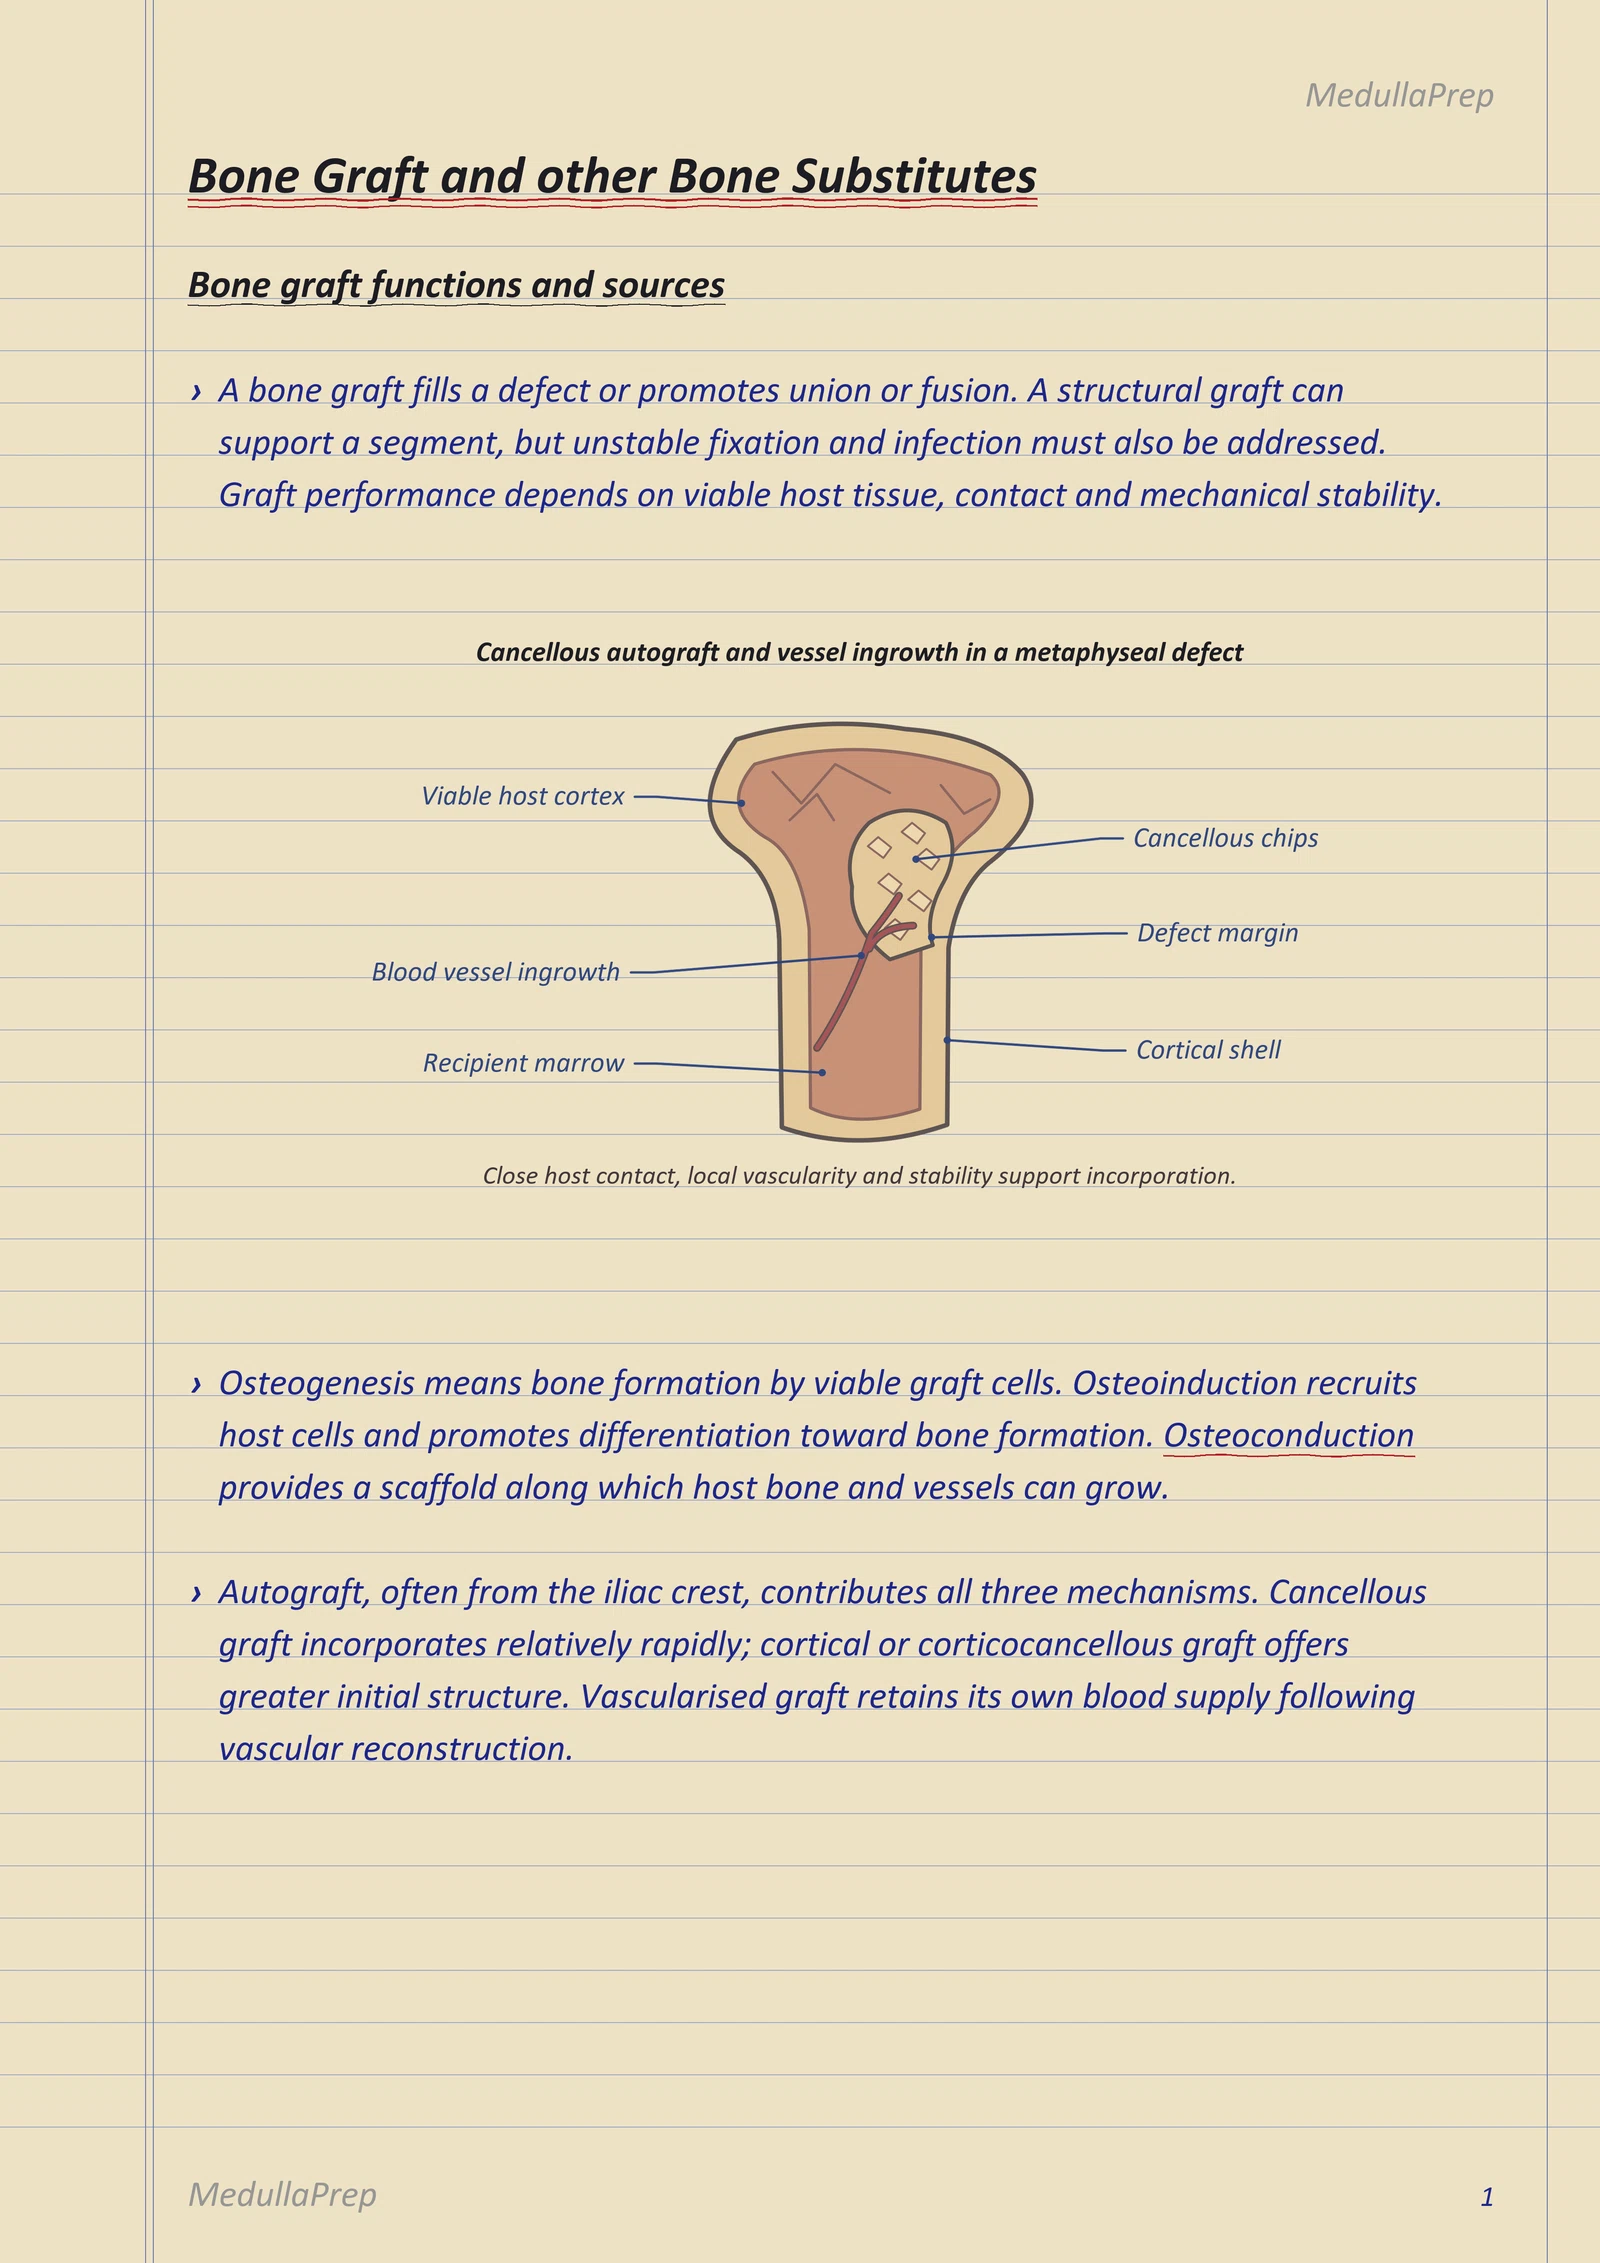 MedullaPrep
Bone Graft and other Bone Substitutes
Bone graft functions and sources
› A bone graft fills a defect or promotes union or fusion. A structural graft can
support a segment, but unstable fixation and infection must also be addressed.
Graft performance depends on viable host tissue, contact and mechanical stability.
Cancellous autograft and vessel ingrowth in a metaphyseal defect
Viable host cortex
Cancellous chips
Defect margin
Blood vessel ingrowth
Cortical shell
Recipient marrow
Close host contact, local vascularity and stability support incorporation.
› Osteogenesis means bone formation by viable graft cells. Osteoinduction recruits
host cells and promotes differentiation toward bone formation. Osteoconduction
provides a scaffold along which host bone and vessels can grow.
› Autograft, often from the iliac crest, contributes all three mechanisms. Cancellous
graft incorporates relatively rapidly; cortical or corticocancellous graft offers
greater initial structure. Vascularised graft retains its own blood supply following
vascular reconstruction.
MedullaPrep
1